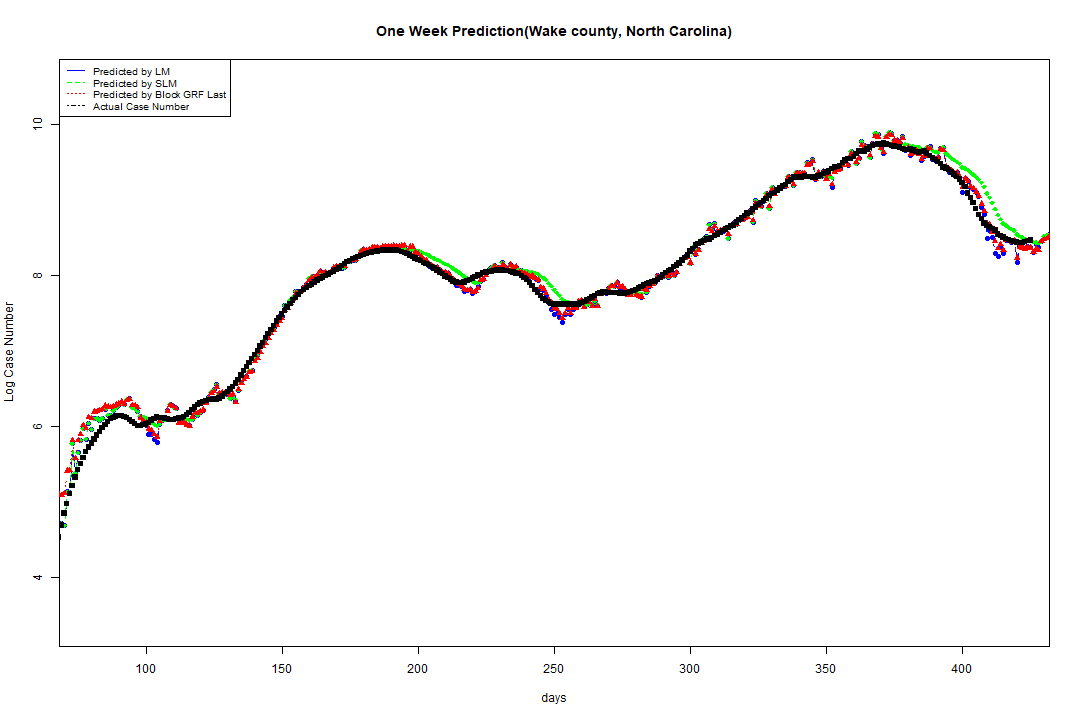 One Week Prediction(Wake county, North Carolina)
Predicted by LM
Predicted by SLM
Predicted by Block GRF Last
Actual Case Number
10
8
6
4
Log Case Number
100 150 200 250 300 350 400
days